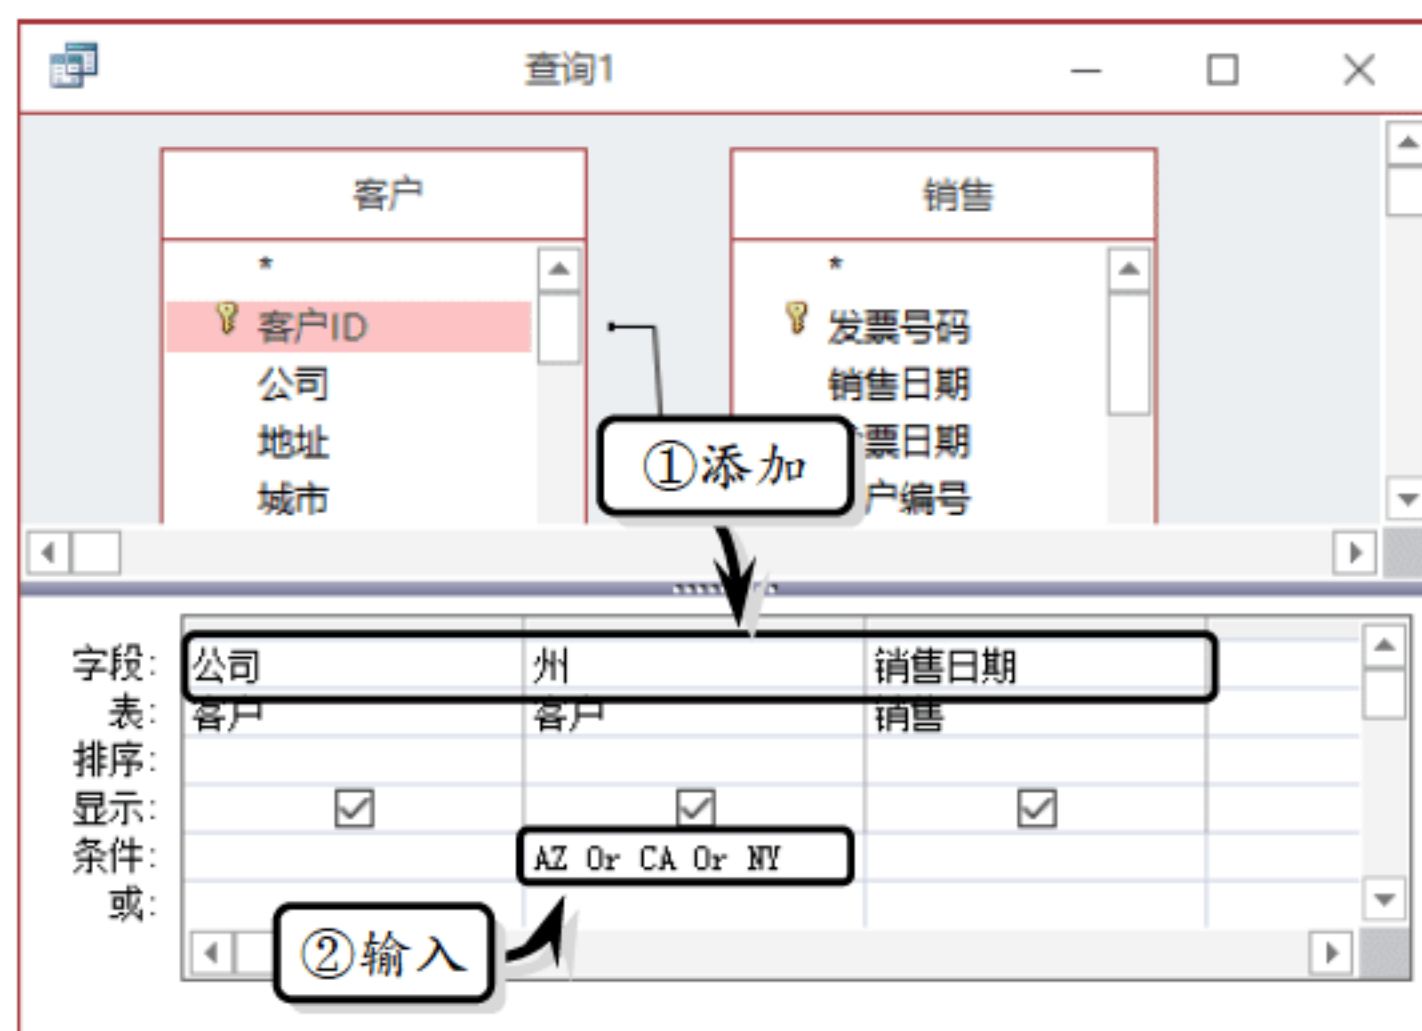 查询1
客户
*
客户ID
公司
地址
城市
销售
*
发票号码
销售日期
票日期
户编号
①添加
字段: 公司 州 销售日期
表: 客户 客户 销售
排序:
显示:
条件: AZ Or CA Or NY
或:
②输入